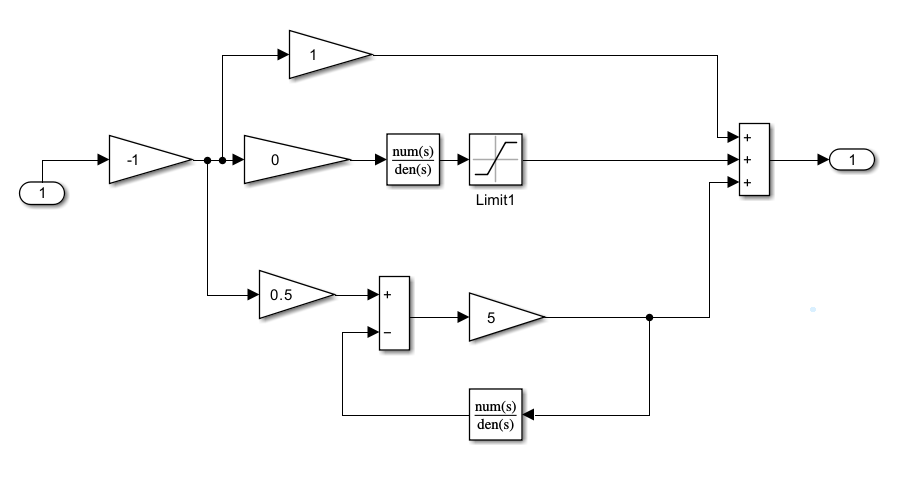 1
-1
0
num(s)
den(s)
Limit1
+
+
+
1
1
0.5
+
−
5
num(s)
den(s)